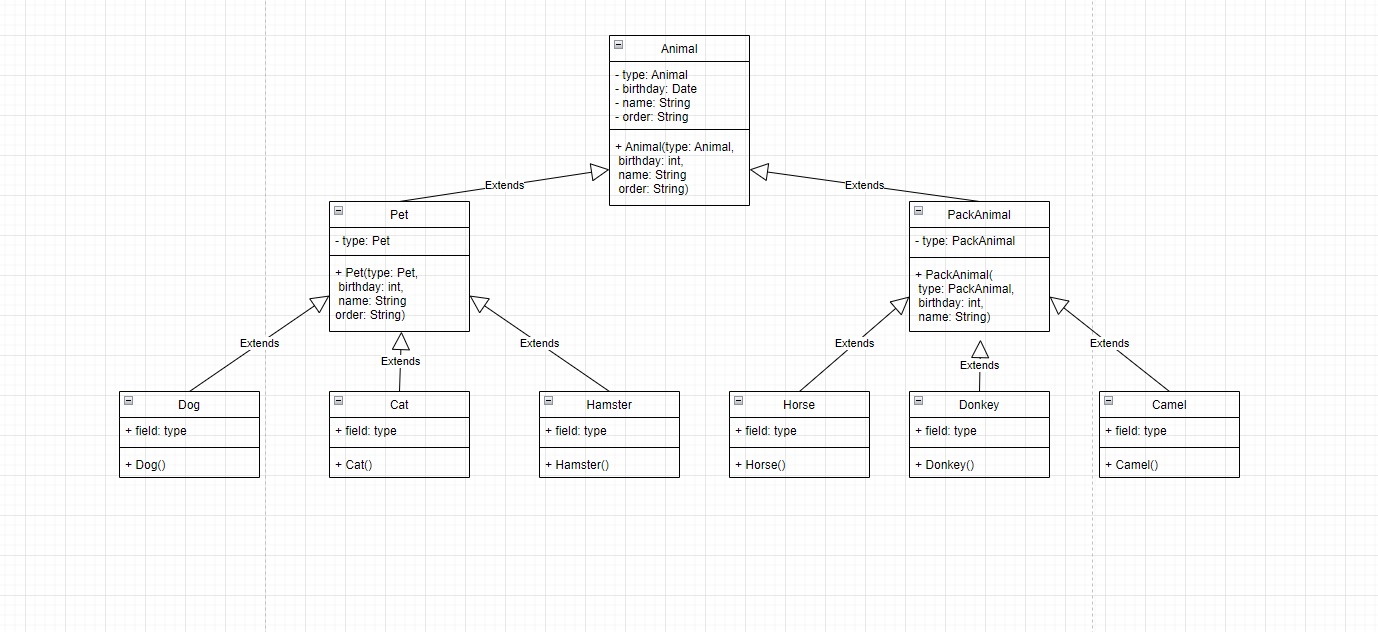 Animal
- type: Animal
- birthday: Date
- name: String
- order: String
+ Animal(type: Animal,
birthday: int,
name: String
order: String)
Extends
Extends
Pet
- type: Pet
+ Pet(type: Pet,
birthday: int,
name: String
order: String)
PackAnimal
- type: PackAnimal
+ PackAnimal(
type: PackAnimal,
birthday: int,
name: String)
Extends
Extends
Extends
Extends
Extends
Extends
Dog
+ field: type
+ Dog()
Cat
+ field: type
+ Cat()
Hamster
+ field: type
+ Hamster()
Horse
+ field: type
+ Horse()
Donkey
+ field: type
+ Donkey()
Camel
+ field: type
+ Camel()